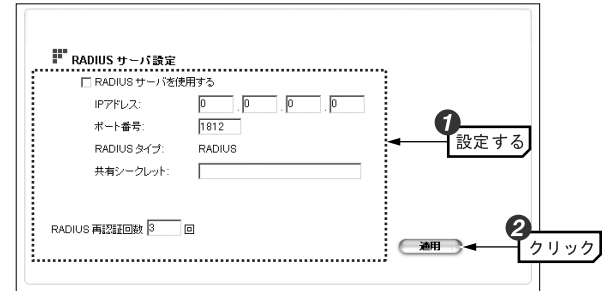 RADIUS サーバ設定
RADIUS サーバを使用する
IPアドレス: 0 . 0 . 0 . 0
ポート番号: 1812
RADIUS タイプ: RADIUS
共有シークレット:
RADIUS 再認証回数 3 回
適用
❶ 設定する
❷ クリック